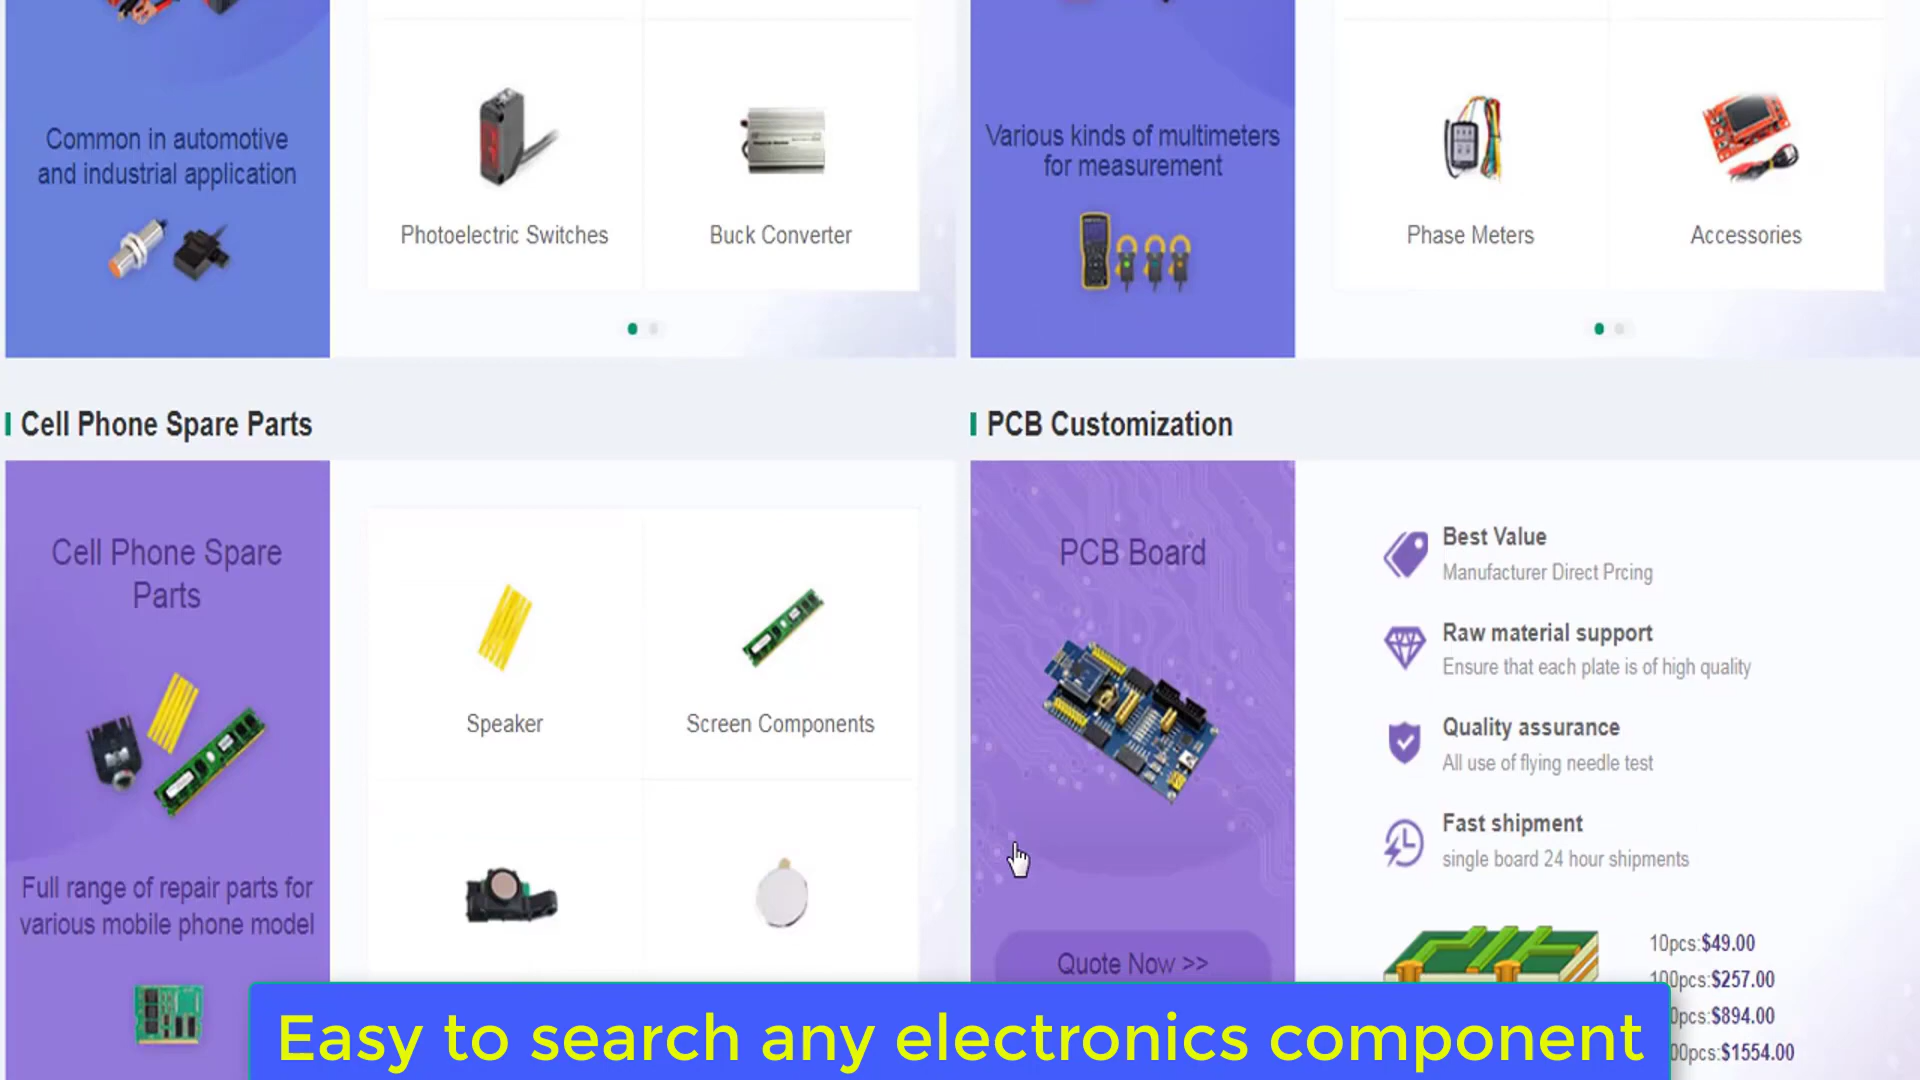 Common in automotive
and industrial application
Photoelectric Switches
Buck Converter
Various kinds of multimeters
for measurement
Phase Meters
Accessories
Cell Phone Spare Parts
PCB Customization
Cell Phone Spare
Parts
Speaker
Screen Components
Full range of repair parts for
various mobile phone model
PCB Board
Quote Now >>
Best Value
Manufacturer Direct Prcing
Raw material support
Ensure that each plate is of high quality
Quality assurance
All use of flying needle test
Fast shipment
single board 24 hour shipments
10pcs:$49.00
100pcs:$257.00
0pcs:$894.00
00pcs:$1554.00
Easy to search any electronics component